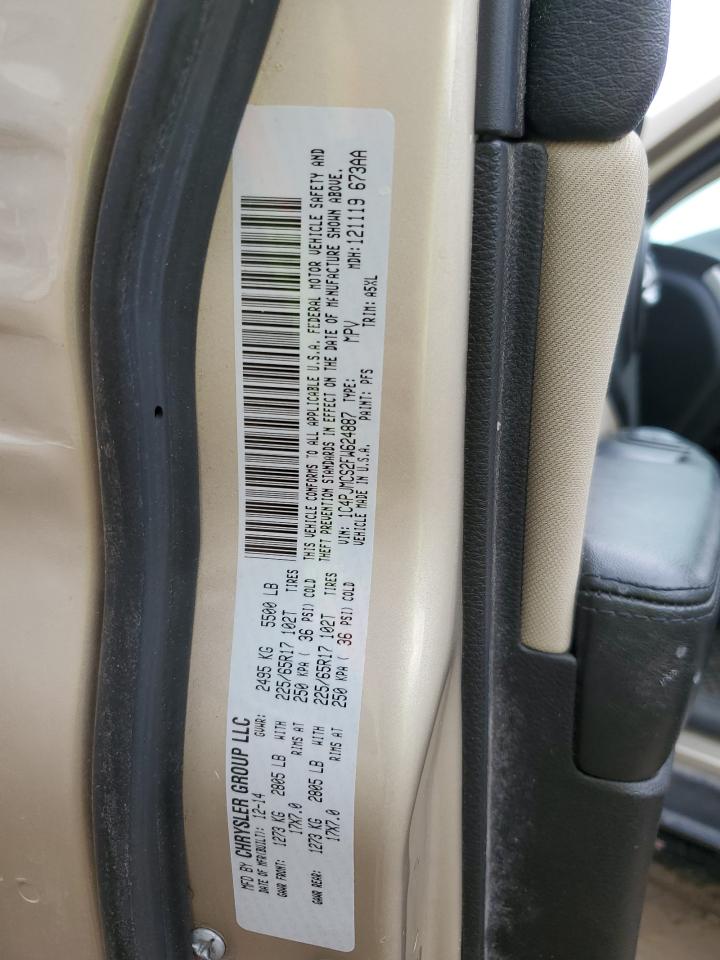 MFD BY CHRYSLER GROUP LLC
DATE OF MFR(BUILT): 12-14 GVWR: 2495 KG 5500 LB
GAWR FRONT: 1273 KG 2805 LB WITH 225/65R17 102T TIRES
17X7.0 RIMS AT 250 KPA ( 36 PSI) COLD
GAWR REAR: 1273 KG 2805 LB WITH 225/65R17 102T TIRES
17X7.0 RIMS AT 250 KPA ( 36 PSI) COLD
THIS VEHICLE CONFORMS TO ALL APPLICABLE U.S.A. FEDERAL MOTOR VEHICLE SAFETY AND
THEFT PREVENTION STANDARDS IN EFFECT ON THE DATE OF MANUFACTURE SHOWN ABOVE.
VIN: 1C4PJMCS2FW624887 TYPE: MPV MDH:121119 673AA
VEHICLE MADE IN U.S.A. PAINT: PFS TRIM: A5XL